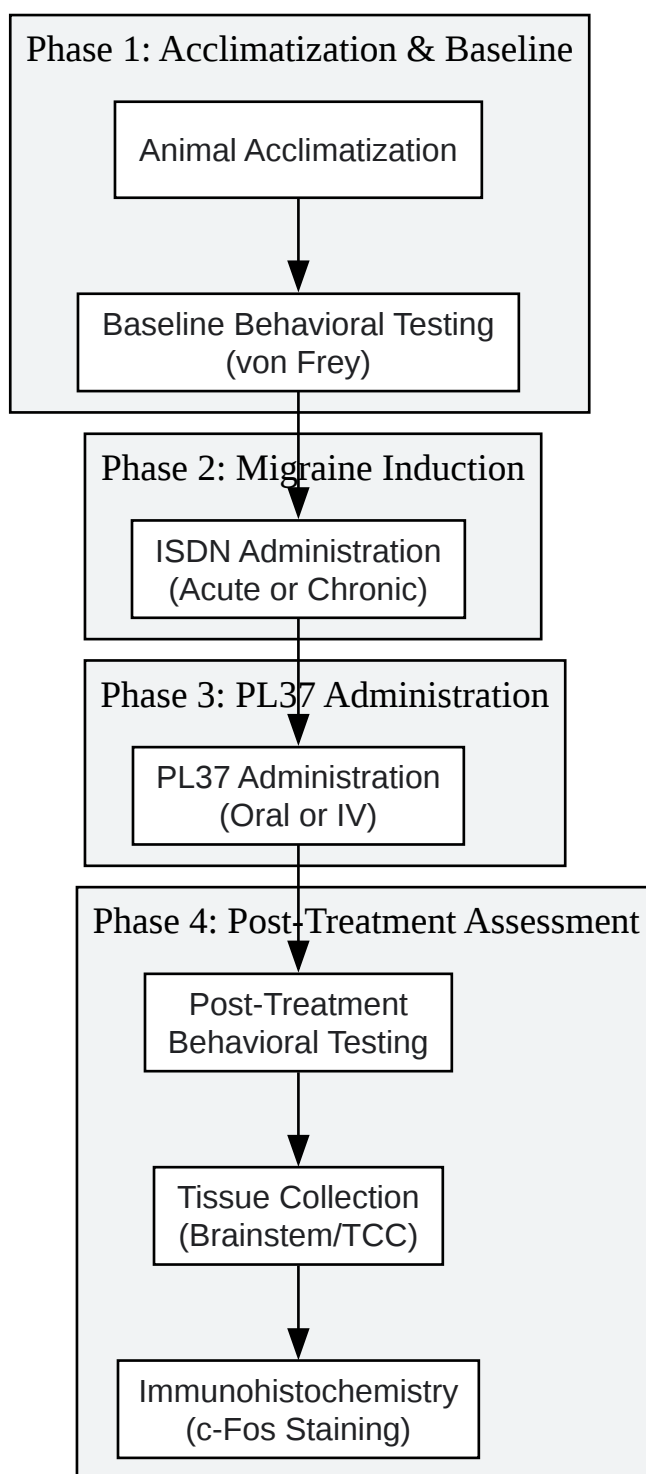 Phase 1: Acclimatization & Baseline
Animal Acclimatization
Baseline Behavioral Testing
(von Frey)
Phase 2: Migraine Induction
ISDN Administration
(Acute or Chronic)
Phase 3: PL37 Administration
PL37 Administration
(Oral or IV)
Phase 4: Post-Treatment Assessment
Post-Treatment
Behavioral Testing
Tissue Collection
(Brainstem/TCC)
Immunohistochemistry
(c-Fos Staining)